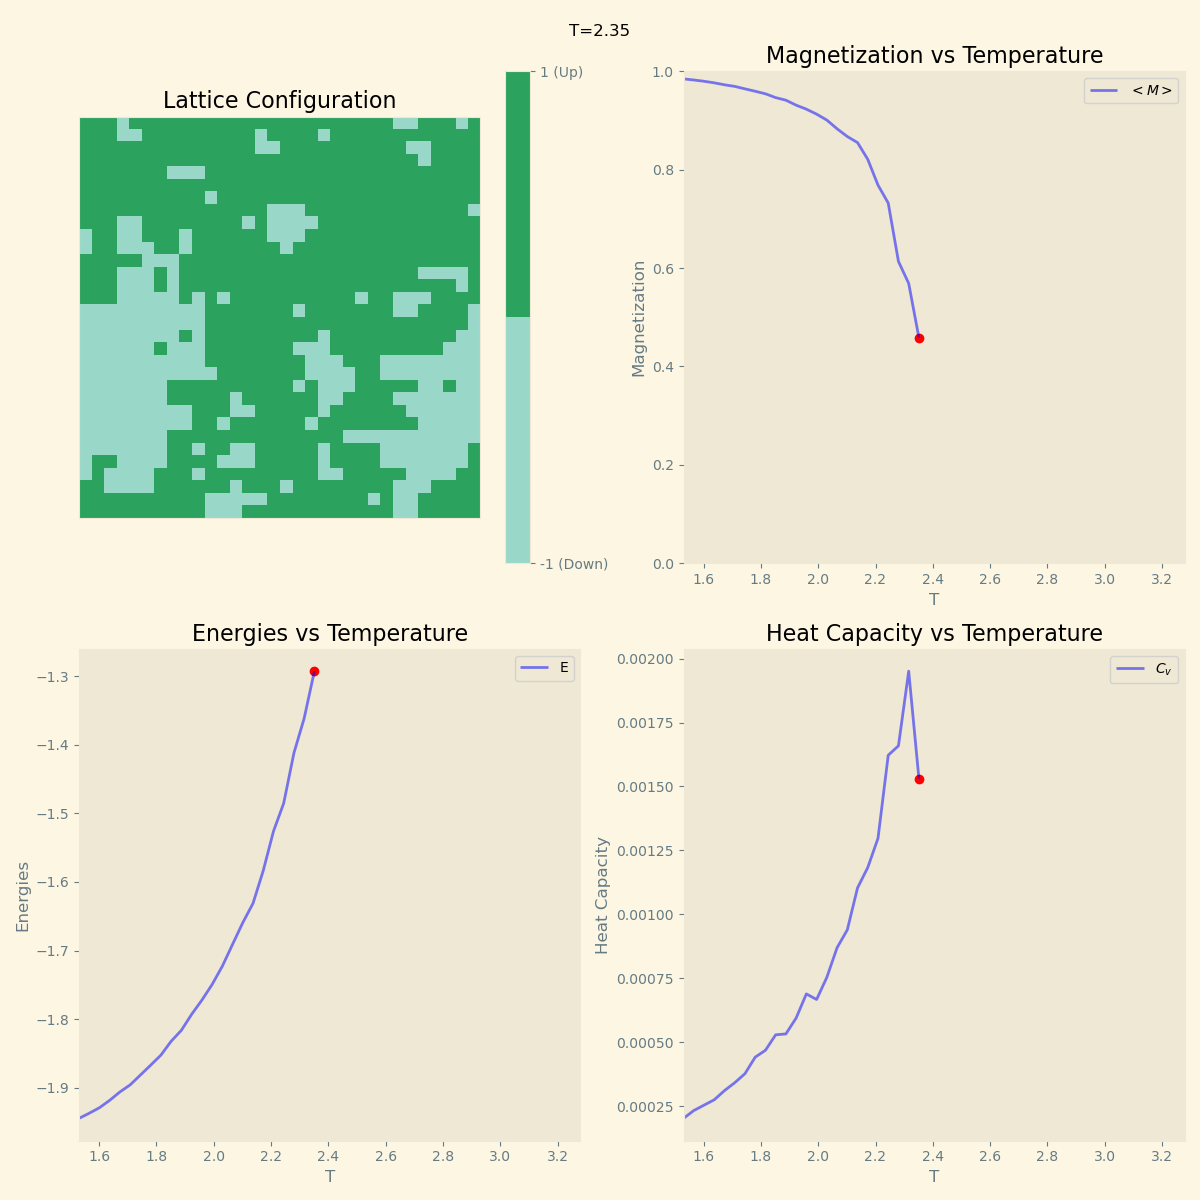 T=2.35
Lattice Configuration
1 (Up)
-1 (Down)
Magnetization vs Temperature
<M>
Magnetization
1.0
0.8
0.6
0.4
0.2
0.0
1.6 1.8 2.0 2.2 2.4 2.6 2.8 3.0 3.2
T
Energies vs Temperature
E
Energies
−1.3
−1.4
−1.5
−1.6
−1.7
−1.8
−1.9
1.6 1.8 2.0 2.2 2.4 2.6 2.8 3.0 3.2
T
Heat Capacity vs Temperature
Cv
Heat Capacity
0.00200
0.00175
0.00150
0.00125
0.00100
0.00075
0.00050
0.00025
1.6 1.8 2.0 2.2 2.4 2.6 2.8 3.0 3.2
T